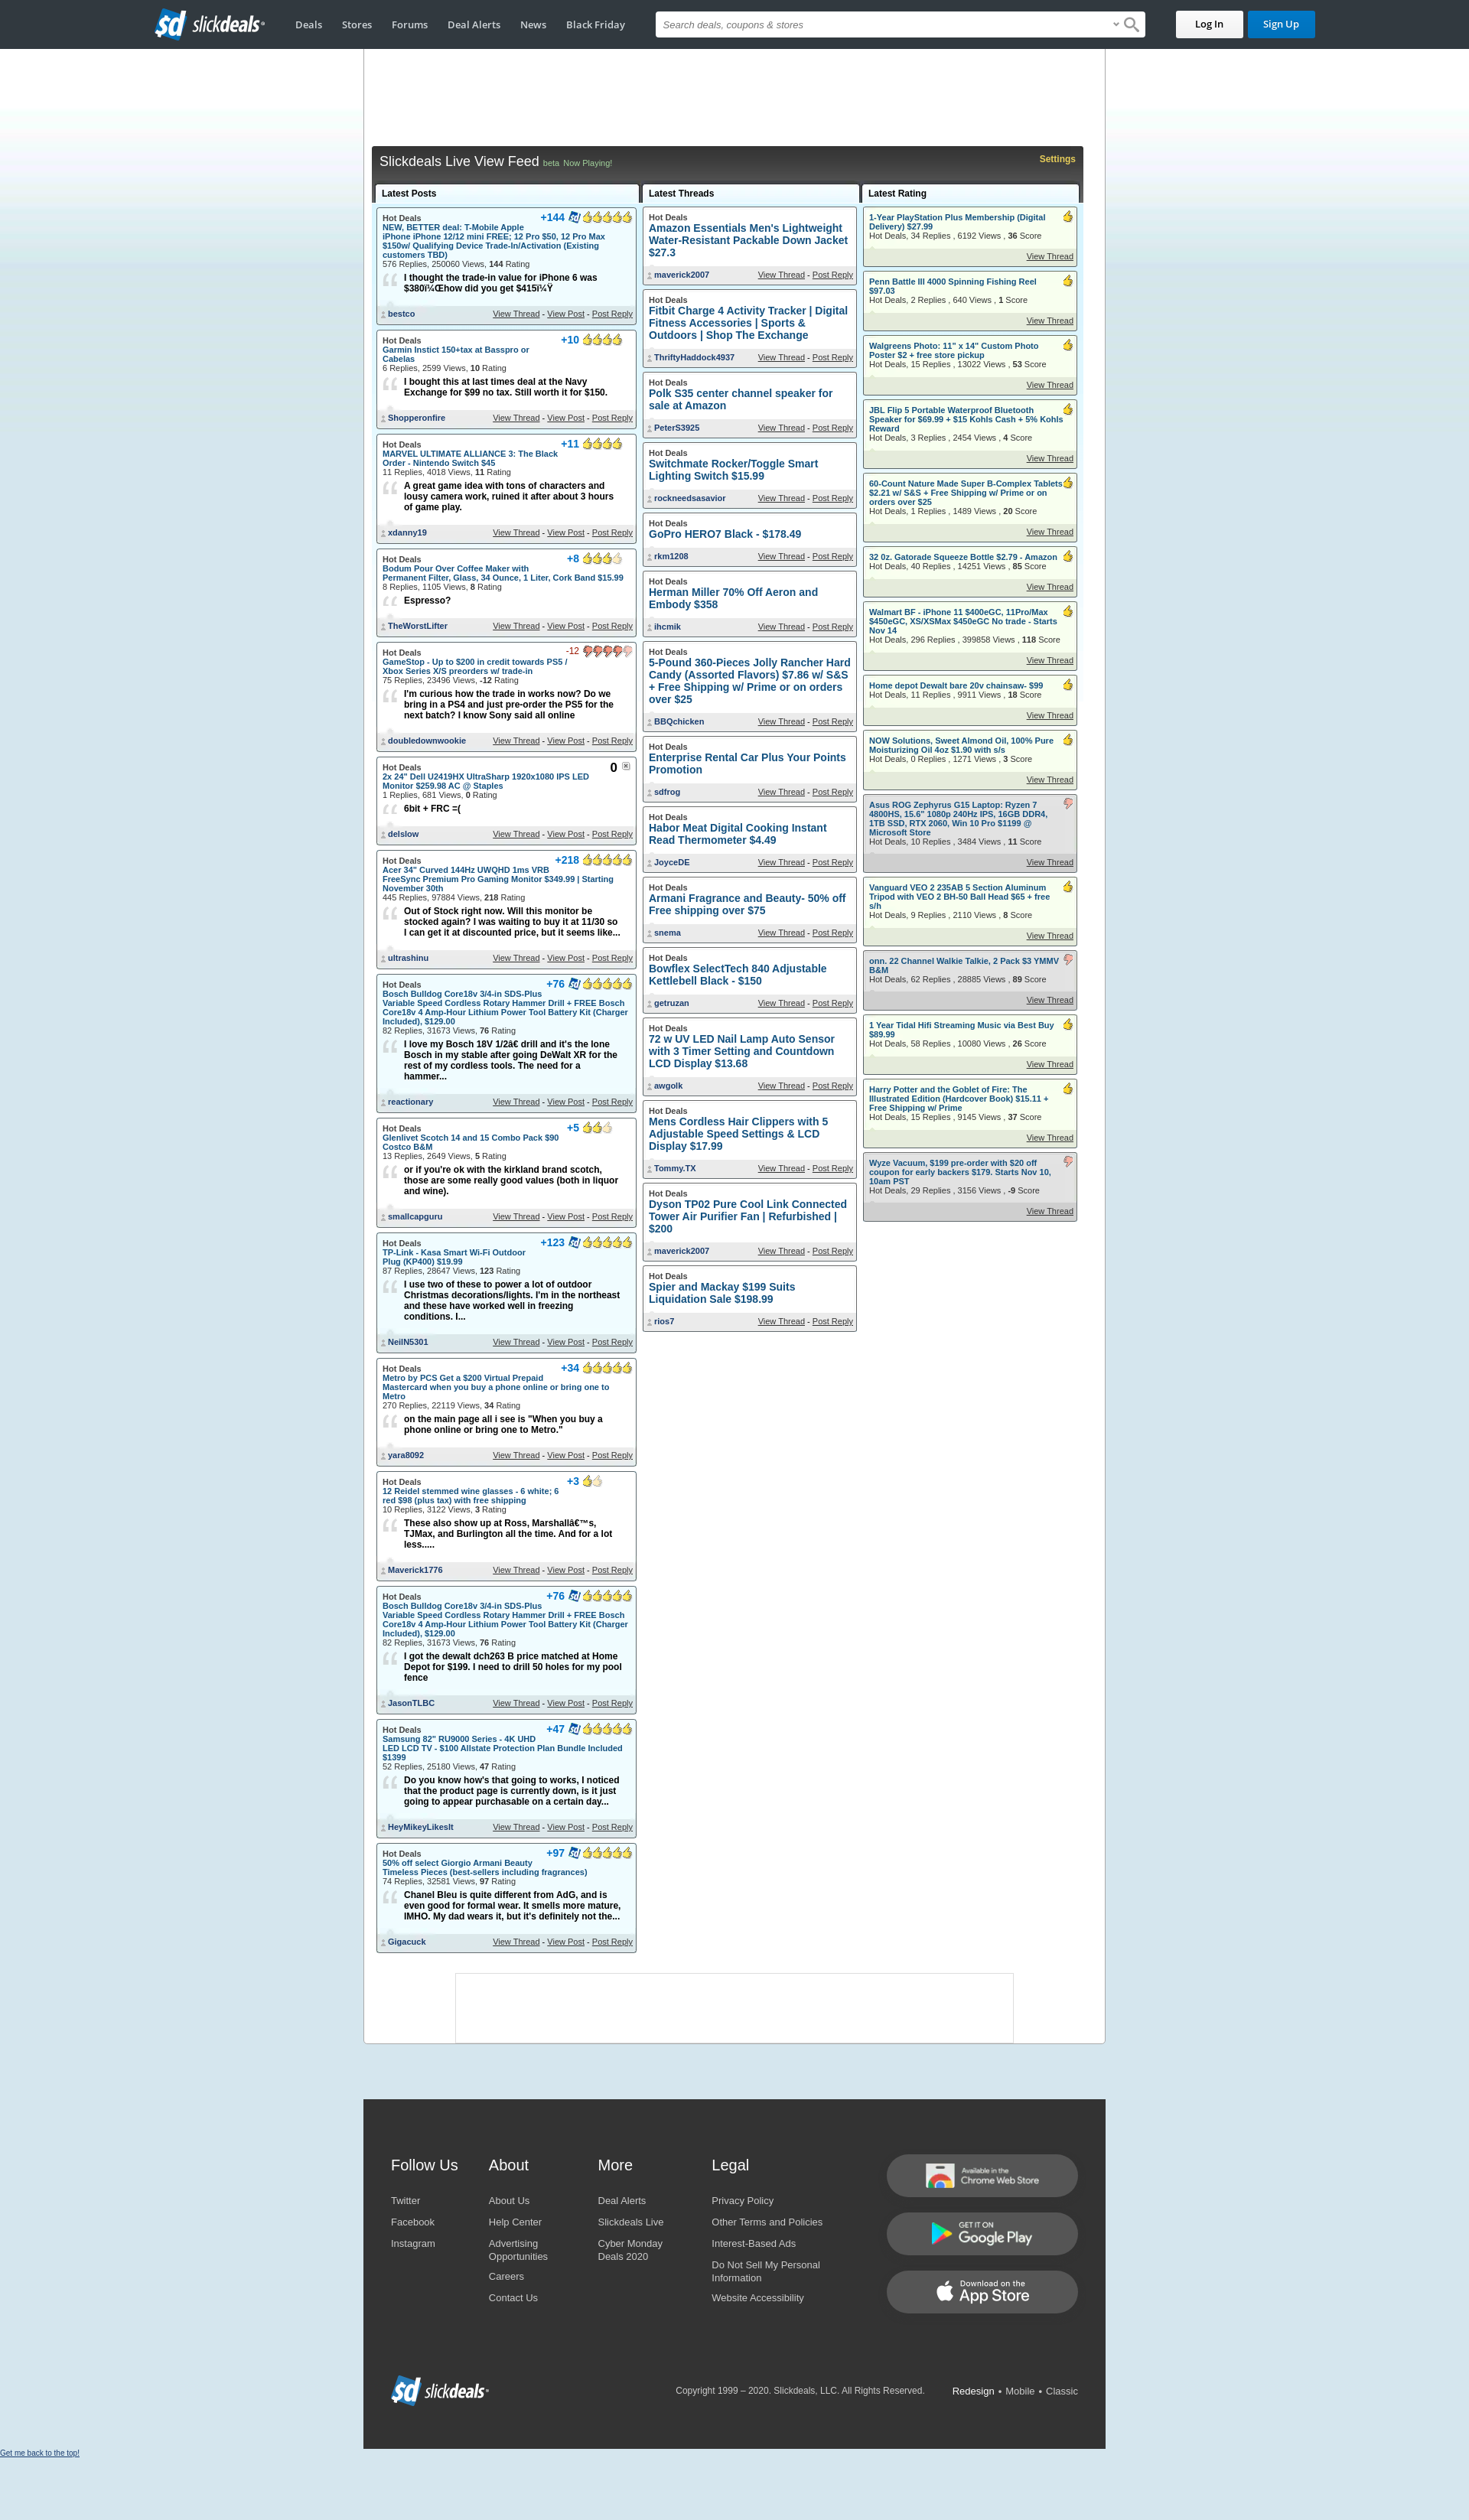 sd slickdeals
Deals Stores Forums Deal Alerts News Black Friday
Search deals, coupons & stores
Log In
Sign Up
Slickdeals Live View Feed beta Now Playing!
Settings
Latest Posts
Hot Deals +144
NEW, BETTER deal: T-Mobile Apple
iPhone iPhone 12/12 mini FREE; 12 Pro $50, 12 Pro Max
$150w/ Qualifying Device Trade-In/Activation (Existing
customers TBD)
576 Replies, 250060 Views, 144 Rating
I thought the trade-in value for iPhone 6 was
$380ï¼Œhow did you get $415ï¼Ÿ
bestco View Thread - View Post - Post Reply
Hot Deals +10
Garmin Instict 150+tax at Basspro or
Cabelas
6 Replies, 2599 Views, 10 Rating
I bought this at last times deal at the Navy
Exchange for $99 no tax. Still worth it for $150.
Shopperonfire View Thread - View Post - Post Reply
Hot Deals +11
MARVEL ULTIMATE ALLIANCE 3: The Black
Order - Nintendo Switch $45
11 Replies, 4018 Views, 11 Rating
A great game idea with tons of characters and
lousy camera work, ruined it after about 3 hours
of game play.
xdanny19 View Thread - View Post - Post Reply
Hot Deals +8
Bodum Pour Over Coffee Maker with
Permanent Filter, Glass, 34 Ounce, 1 Liter, Cork Band $15.99
8 Replies, 1105 Views, 8 Rating
Espresso?
TheWorstLifter View Thread - View Post - Post Reply
Hot Deals -12
GameStop - Up to $200 in credit towards PS5 /
Xbox Series X/S preorders w/ trade-in
75 Replies, 23496 Views, -12 Rating
I'm curious how the trade in works now? Do we
bring in a PS4 and just pre-order the PS5 for the
next batch? I know Sony said all online
doubledownwookie View Thread - View Post - Post Reply
Hot Deals 0
2x 24" Dell U2419HX UltraSharp 1920x1080 IPS LED
Monitor $259.98 AC @ Staples
1 Replies, 681 Views, 0 Rating
6bit + FRC =(
delslow View Thread - View Post - Post Reply
Hot Deals +218
Acer 34" Curved 144Hz UWQHD 1ms VRB
FreeSync Premium Pro Gaming Monitor $349.99 | Starting
November 30th
445 Replies, 97884 Views, 218 Rating
Out of Stock right now. Will this monitor be
stocked again? I was waiting to buy it at 11/30 so
I can get it at discounted price, but it seems like...
ultrashinu View Thread - View Post - Post Reply
Hot Deals +76
Bosch Bulldog Core18v 3/4-in SDS-Plus
Variable Speed Cordless Rotary Hammer Drill + FREE Bosch
Core18v 4 Amp-Hour Lithium Power Tool Battery Kit (Charger
Included), $129.00
82 Replies, 31673 Views, 76 Rating
I love my Bosch 18V 1/2â€ drill and it's the lone
Bosch in my stable after going DeWalt XR for the
rest of my cordless tools. The need for a
hammer...
reactionary View Thread - View Post - Post Reply
Hot Deals +5
Glenlivet Scotch 14 and 15 Combo Pack $90
Costco B&M
13 Replies, 2649 Views, 5 Rating
or if you're ok with the kirkland brand scotch,
those are some really good values (both in liquor
and wine).
smallcapguru View Thread - View Post - Post Reply
Hot Deals +123
TP-Link - Kasa Smart Wi-Fi Outdoor
Plug (KP400) $19.99
87 Replies, 28647 Views, 123 Rating
I use two of these to power a lot of outdoor
Christmas decorations/lights. I'm in the northeast
and these have worked well in freezing
conditions. I...
NeilN5301 View Thread - View Post - Post Reply
Hot Deals +34
Metro by PCS Get a $200 Virtual Prepaid
Mastercard when you buy a phone online or bring one to
Metro
270 Replies, 22119 Views, 34 Rating
on the main page all i see is "When you buy a
phone online or bring one to Metro."
yara8092 View Thread - View Post - Post Reply
Hot Deals +3
12 Reidel stemmed wine glasses - 6 white; 6
red $98 (plus tax) with free shipping
10 Replies, 3122 Views, 3 Rating
These also show up at Ross, Marshallâ€™s,
TJMax, and Burlington all the time. And for a lot
less.....
Maverick1776 View Thread - View Post - Post Reply
Hot Deals +76
Bosch Bulldog Core18v 3/4-in SDS-Plus
Variable Speed Cordless Rotary Hammer Drill + FREE Bosch
Core18v 4 Amp-Hour Lithium Power Tool Battery Kit (Charger
Included), $129.00
82 Replies, 31673 Views, 76 Rating
I got the dewalt dch263 B price matched at Home
Depot for $199. I need to drill 50 holes for my pool
fence
JasonTLBC View Thread - View Post - Post Reply
Hot Deals +47
Samsung 82" RU9000 Series - 4K UHD
LED LCD TV - $100 Allstate Protection Plan Bundle Included
$1399
52 Replies, 25180 Views, 47 Rating
Do you know how's that going to works, I noticed
that the product page is currently down, is it just
going to appear purchasable on a certain day...
HeyMikeyLikesIt View Thread - View Post - Post Reply
Hot Deals +97
50% off select Giorgio Armani Beauty
Timeless Pieces (best-sellers including fragrances)
74 Replies, 32581 Views, 97 Rating
Chanel Bleu is quite different from AdG, and is
even good for formal wear. It smells more mature,
IMHO. My dad wears it, but it's definitely not the...
Gigacuck View Thread - View Post - Post Reply
Latest Threads
Hot Deals
Amazon Essentials Men's Lightweight
Water-Resistant Packable Down Jacket
$27.3
maverick2007 View Thread - Post Reply
Hot Deals
Fitbit Charge 4 Activity Tracker | Digital
Fitness Accessories | Sports &
Outdoors | Shop The Exchange
ThriftyHaddock4937 View Thread - Post Reply
Hot Deals
Polk S35 center channel speaker for
sale at Amazon
PeterS3925 View Thread - Post Reply
Hot Deals
Switchmate Rocker/Toggle Smart
Lighting Switch $15.99
rockneedsasavior View Thread - Post Reply
Hot Deals
GoPro HERO7 Black - $178.49
rkm1208 View Thread - Post Reply
Hot Deals
Herman Miller 70% Off Aeron and
Embody $358
ihcmik View Thread - Post Reply
Hot Deals
5-Pound 360-Pieces Jolly Rancher Hard
Candy (Assorted Flavors) $7.86 w/ S&S
+ Free Shipping w/ Prime or on orders
over $25
BBQchicken View Thread - Post Reply
Hot Deals
Enterprise Rental Car Plus Your Points
Promotion
sdfrog View Thread - Post Reply
Hot Deals
Habor Meat Digital Cooking Instant
Read Thermometer $4.49
JoyceDE View Thread - Post Reply
Hot Deals
Armani Fragrance and Beauty- 50% off
Free shipping over $75
snema View Thread - Post Reply
Hot Deals
Bowflex SelectTech 840 Adjustable
Kettlebell Black - $150
getruzan View Thread - Post Reply
Hot Deals
72 w UV LED Nail Lamp Auto Sensor
with 3 Timer Setting and Countdown
LCD Display $13.68
awgolk View Thread - Post Reply
Hot Deals
Mens Cordless Hair Clippers with 5
Adjustable Speed Settings & LCD
Display $17.99
Tommy.TX View Thread - Post Reply
Hot Deals
Dyson TP02 Pure Cool Link Connected
Tower Air Purifier Fan | Refurbished |
$200
maverick2007 View Thread - Post Reply
Hot Deals
Spier and Mackay $199 Suits
Liquidation Sale $198.99
rios7 View Thread - Post Reply
Latest Rating
1-Year PlayStation Plus Membership (Digital
Delivery) $27.99
Hot Deals, 34 Replies , 6192 Views , 36 Score
View Thread
Penn Battle III 4000 Spinning Fishing Reel
$97.03
Hot Deals, 2 Replies , 640 Views , 1 Score
View Thread
Walgreens Photo: 11" x 14" Custom Photo
Poster $2 + free store pickup
Hot Deals, 15 Replies , 13022 Views , 53 Score
View Thread
JBL Flip 5 Portable Waterproof Bluetooth
Speaker for $69.99 + $15 Kohls Cash + 5% Kohls
Reward
Hot Deals, 3 Replies , 2454 Views , 4 Score
View Thread
60-Count Nature Made Super B-Complex Tablets
$2.21 w/ S&S + Free Shipping w/ Prime or on
orders over $25
Hot Deals, 1 Replies , 1489 Views , 20 Score
View Thread
32 0z. Gatorade Squeeze Bottle $2.79 - Amazon
Hot Deals, 40 Replies , 14251 Views , 85 Score
View Thread
Walmart BF - iPhone 11 $400eGC, 11Pro/Max
$450eGC, XS/XSMax $450eGC No trade - Starts
Nov 14
Hot Deals, 296 Replies , 399858 Views , 118 Score
View Thread
Home depot Dewalt bare 20v chainsaw- $99
Hot Deals, 11 Replies , 9911 Views , 18 Score
View Thread
NOW Solutions, Sweet Almond Oil, 100% Pure
Moisturizing Oil 4oz $1.90 with s/s
Hot Deals, 0 Replies , 1271 Views , 3 Score
View Thread
Asus ROG Zephyrus G15 Laptop: Ryzen 7
4800HS, 15.6" 1080p 240Hz IPS, 16GB DDR4,
1TB SSD, RTX 2060, Win 10 Pro $1199 @
Microsoft Store
Hot Deals, 10 Replies , 3484 Views , 11 Score
View Thread
Vanguard VEO 2 235AB 5 Section Aluminum
Tripod with VEO 2 BH-50 Ball Head $65 + free
s/h
Hot Deals, 9 Replies , 2110 Views , 8 Score
View Thread
onn. 22 Channel Walkie Talkie, 2 Pack $3 YMMV
B&M
Hot Deals, 62 Replies , 28885 Views , 89 Score
View Thread
1 Year Tidal Hifi Streaming Music via Best Buy
$89.99
Hot Deals, 58 Replies , 10080 Views , 26 Score
View Thread
Harry Potter and the Goblet of Fire: The
Illustrated Edition (Hardcover Book) $15.11 +
Free Shipping w/ Prime
Hot Deals, 15 Replies , 9145 Views , 37 Score
View Thread
Wyze Vacuum, $199 pre-order with $20 off
coupon for early backers $179. Starts Nov 10,
10am PST
Hot Deals, 29 Replies , 3156 Views , -9 Score
View Thread
Follow Us
Twitter
Facebook
Instagram
About
About Us
Help Center
Advertising
Opportunities
Careers
Contact Us
More
Deal Alerts
Slickdeals Live
Cyber Monday
Deals 2020
Legal
Privacy Policy
Other Terms and Policies
Interest-Based Ads
Do Not Sell My Personal
Information
Website Accessibility
Available in the
Chrome Web Store
GET IT ON
Google Play
Download on the
App Store
sd slickdeals
Copyright 1999 – 2020. Slickdeals, LLC. All Rights Reserved.
Redesign • Mobile • Classic
Get me back to the top!